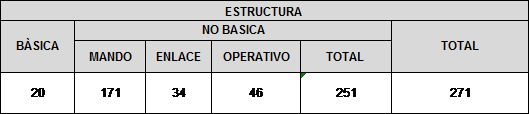 ESTRUCTURA
BÀSICA
NO BASICA
TOTAL
MANDO ENLACE OPERATIVO TOTAL
20 171 34 46 251 271